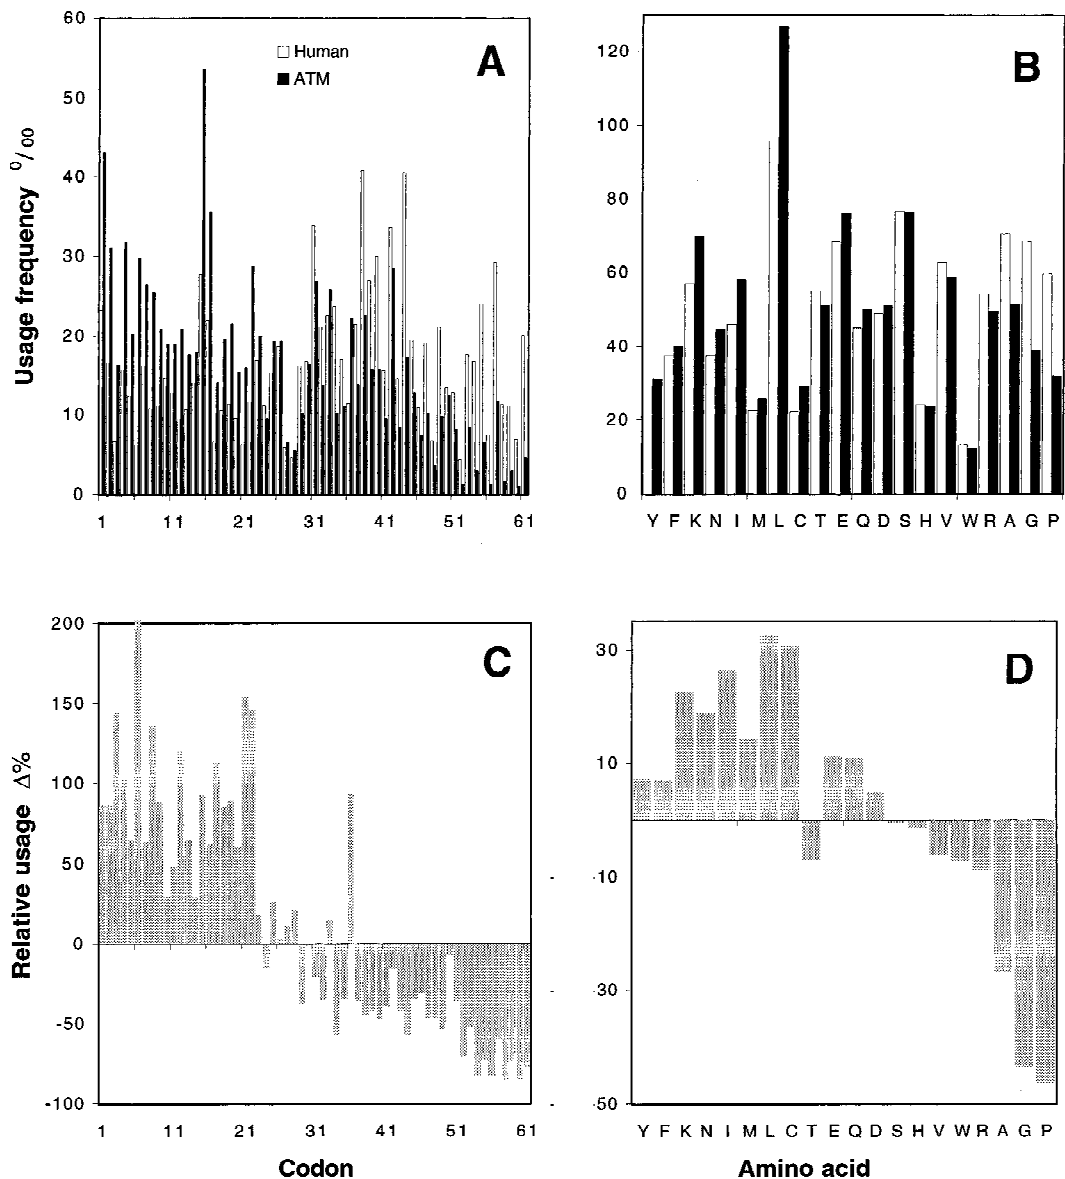 A
Human
ATM
Usage frequency 0/00
60
50
40
30
20
10
0
1 11 21 31 41 51 61
B
120
100
80
60
40
20
0
Y F K N I M L C T E Q D S H V W R A G P
C
Relative usage Δ%
200
150
100
50
0
-50
-100
1 11 21 31 41 51 61
Codon
D
30
10
-10
-30
-50
Y F K N I M L C T E Q D S H V W R A G P
Amino acid